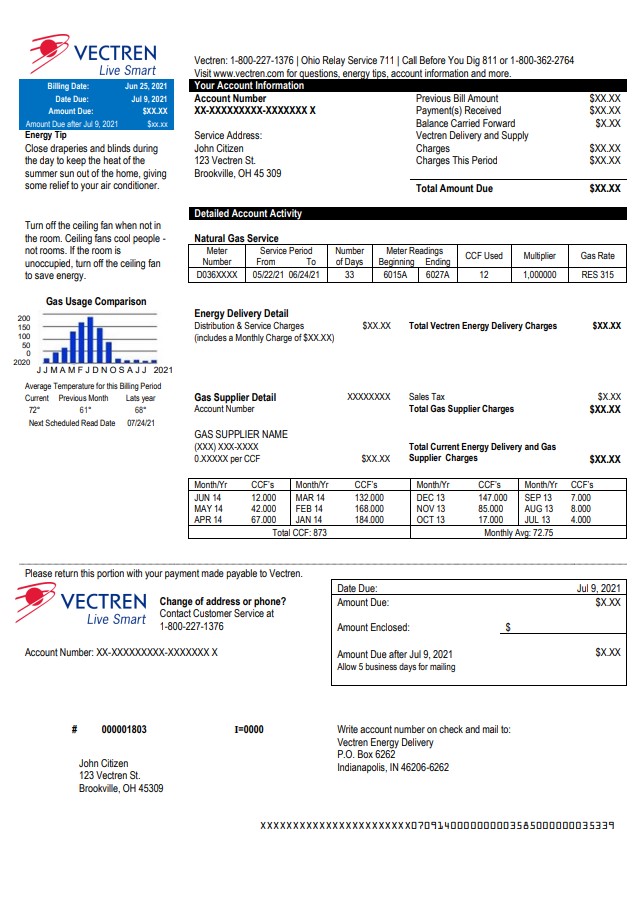 VECTREN
Live Smart
Vectren: 1-800-227-1376 | Ohio Relay Service 711 | Call Before You Dig 811 or 1-800-362-2764
Visit www.vectren.com for questions, energy tips, account information and more.
Billing Date: Jun 25, 2021
Date Due: Jul 9, 2021
Amount Due: $XX.XX
Amount Due after Jul 9, 2021 $xx.xx
Energy Tip
Close draperies and blinds during
the day to keep the heat of the
summer sun out of the home, giving
some relief to your air conditioner.
Turn off the ceiling fan when not in
the room. Ceiling fans cool people -
not rooms. If the room is
unoccupied, turn off the ceiling fan
to save energy.
Gas Usage Comparison
200
150
100
50
0
2020 J J M A M F J D N O S A J J 2021
Average Temperature for this Billing Period
Current Previous Month Lats year
72° 61° 68°
Next Scheduled Read Date 07/24/21
Your Account Information
Account Number
XX-XXXXXXXXX-XXXXXXX X
Service Address:
John Citizen
123 Vectren St.
Brookville, OH 45 309
Previous Bill Amount $XX.XX
Payment(s) Received $XX.XX
Balance Carried Forward $X.XX
Vectren Delivery and Supply
Charges $XX.XX
Charges This Period $XX.XX
Total Amount Due $XX.XX
Detailed Account Activity
Natural Gas Service
Meter Number Service Period From To Number of Days Meter Readings Beginning Ending CCF Used Multiplier Gas Rate
D036XXXX 05/22/21 06/24/21 33 6015A 6027A 12 1,000000 RES 315
Energy Delivery Detail
Distribution & Service Charges $XX.XX Total Vectren Energy Delivery Charges $XX.XX
(includes a Monthly Charge of $XX.XX)
Gas Supplier Detail XXXXXXXX Sales Tax $X.XX
Account Number Total Gas Supplier Charges $XX.XX
GAS SUPPLIER NAME
(XXX) XXX-XXXX Total Current Energy Delivery and Gas
0.XXXXX per CCF $XX.XX Supplier Charges $XX.XX
Month/Yr CCF's Month/Yr CCF's Month/Yr CCF's Month/Yr CCF's
JUN 14 12.000 MAR 14 132.000 DEC 13 147.000 SEP 13 7.000
MAY 14 42.000 FEB 14 168.000 NOV 13 85.000 AUG 13 8.000
APR 14 67.000 JAN 14 184.000 OCT 13 17.000 JUL 13 4.000
Total CCF: 873 Monthly Avg: 72.75
Please return this portion with your payment made payable to Vectren.
VECTREN
Live Smart
Change of address or phone?
Contact Customer Service at
1-800-227-1376
Account Number: XX-XXXXXXXXX-XXXXXXX X
Date Due: Jul 9, 2021
Amount Due: $X.XX
Amount Enclosed: $
Amount Due after Jul 9, 2021 $X.XX
Allow 5 business days for mailing
# 000001803 I=0000
John Citizen
123 Vectren St.
Brookville, OH 45309
Write account number on check and mail to:
Vectren Energy Delivery
P.O. Box 6262
Indianapolis, IN 46206-6262
XXXXXXXXXXXXXXXXXXXXXXX0709140000000003585000000035339